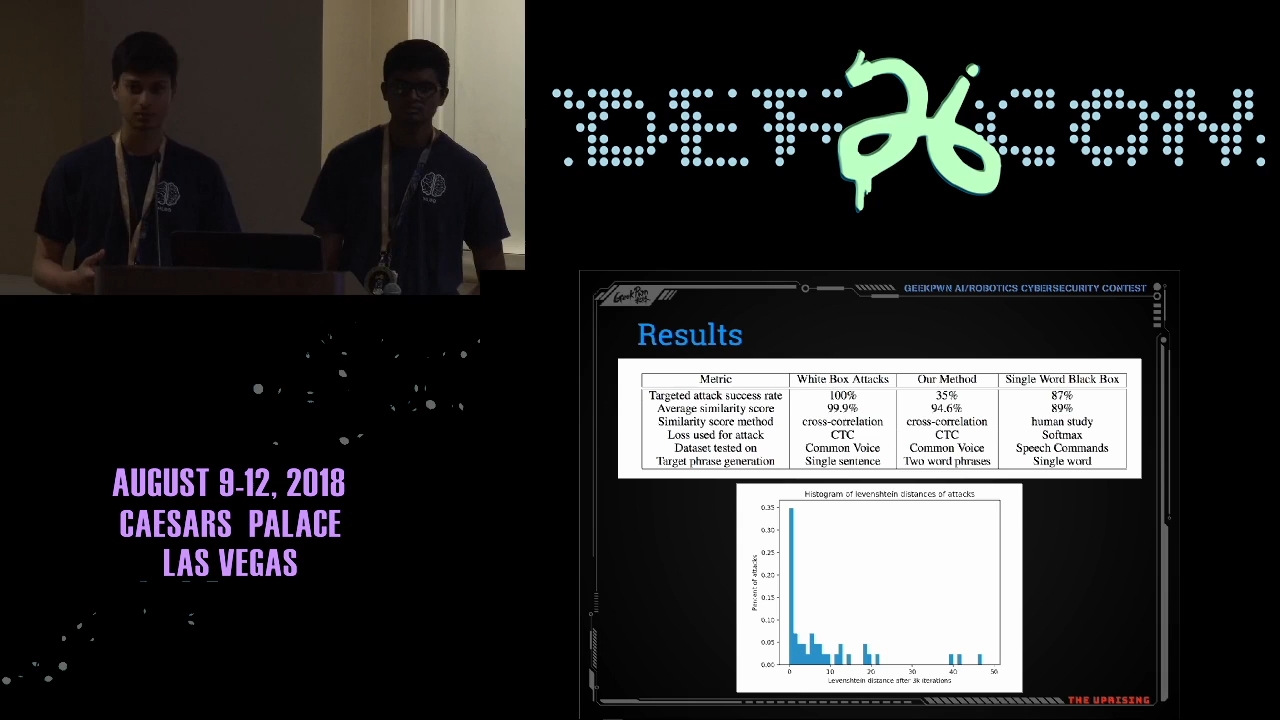 DEF CON
26
AUGUST 9-12, 2018
CAESARS PALACE
LAS VEGAS
GeekPwn
GEEKPWN AI/ROBOTICS CYBERSECURITY CONTEST
Results
Metric White Box Attacks Our Method Single Word Black Box
Targeted attack success rate 100% 35% 87%
Average similarity score 99.9% 94.6% 89%
Similarity score method cross-correlation cross-correlation human study
Loss used for attack CTC CTC Softmax
Dataset tested on Common Voice Common Voice Speech Commands
Target phrase generation Single sentence Two word phrases Single word
Histogram of levenshtein distances of attacks
Percent of attacks
0.35
0.30
0.25
0.20
0.15
0.10
0.05
0.00
0 10 20 30 40 50
Levenshtein distance after 3k iterations
THE UPRISING